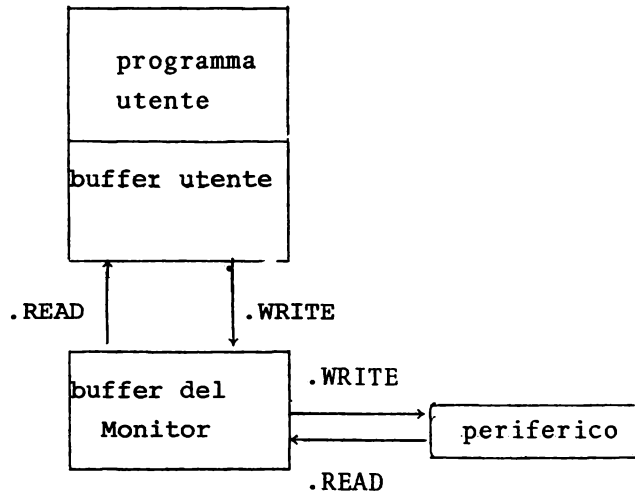 programma
utente
buffer utente
.READ
.WRITE
buffer del
Monitor
.WRITE
periferico
.READ